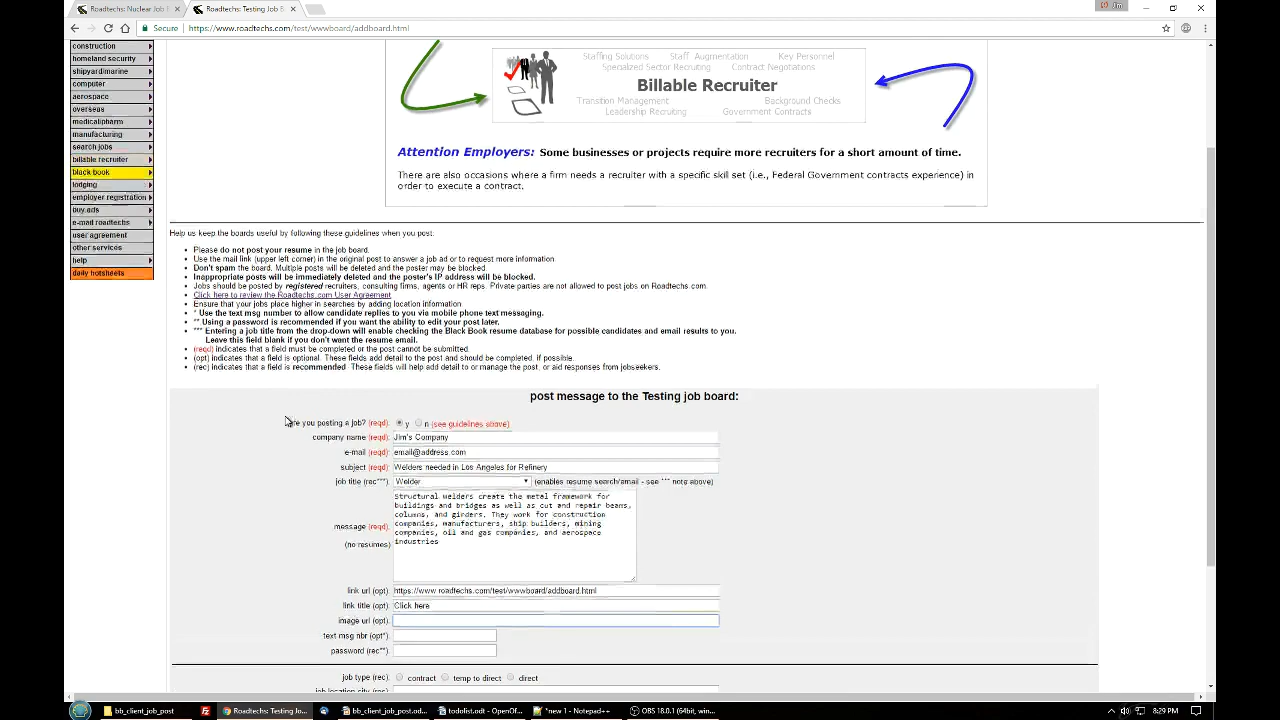 Roadtechs: Nuclear Job B
Roadtechs: Testing Job B
Jim
Secure
https://www.roadtechs.com/test/wwwboard/addboard.html
construction
homeland security
shipyard/marine
computer
aerospace
overseas
medical/pharm
manufacturing
search jobs
billable recruiter
black book
lodging
employer registration
buy ads
e-mail roadtechs
user agreement
other services
help
daily hotsheets
Staffing Solutions Staff Augmentation Key Personnel
Specialized Sector Recruiting Contract Negotiations
Billable Recruiter
Transition Management Background Checks
Leadership Recruiting Government Contracts
Attention Employers: Some businesses or projects require more recruiters for a short amount of time.
There are also occasions where a firm needs a recruiter with a specific skill set (i.e., Federal Government contracts experience) in
order to execute a contract.
Help us keep the boards useful by following these guidelines when you post:
Please do not post your resume in the job board.
Use the mail link (upper left corner) in the original post to answer a job ad or to request more information
Don't spam the board. Multiple posts will be deleted and the poster may be blocked.
Inappropriate posts will be immediately deleted and the poster's IP address will be blocked.
Jobs should be posted by registered recruiters, consulting firms, agents or HR reps. Private parties are not allowed to post jobs on Roadtechs.com.
Click here to review the Roadtechs.com User Agreement
Ensure that your jobs place higher in searches by adding location information
* Use the text msg number to allow candidate replies to you via mobile phone text messaging.
** Using a password is recommended if you want the ability to edit your post later.
*** Entering a job title from the drop-down will enable checking the Black Book resume database for possible candidates and email results to you.
Leave this field blank if you don't want the resume email.
(reqd) indicates that a field must be completed or the post cannot be submitted.
(opt) indicates that a field is optional. These fields add detail to the post and should be completed, if possible.
(rec) indicates that a field is recommended. These fields will help add detail to or manage the post, or aid responses from jobseekers.
post message to the Testing job board:
Are you posting a job? (reqd): y n (see guidelines above)
company name (reqd): Jim's Company
e-mail (reqd): email@address.com
subject (reqd): Welders needed in Los Angeles for Refinery
job title (rec***): Welder (enables resume search/email - see *** note above)
message (reqd):
(no resumes)
Structural welders create the metal framework for
buildings and bridges as well as cut and repair beams,
columns, and girders. They work for construction
companies, manufacturers, ship builders, mining
companies, oil and gas companies, and aerospace
industries
link url (opt): https://www.roadtechs.com/test/wwwboard/addboard.html
link title (opt): Click here
image url (opt):
text msg nbr (opt*):
password (rec**):
job type (rec): contract temp to direct direct
job location city (rec):
bb_client_job_post
Roadtechs: Testing Jo...
bb_client_job_post.od...
todolist.odt - OpenOf...
*new 1 - Notepad++
OBS 18.0.1 (64bit, win...
8:29 PM